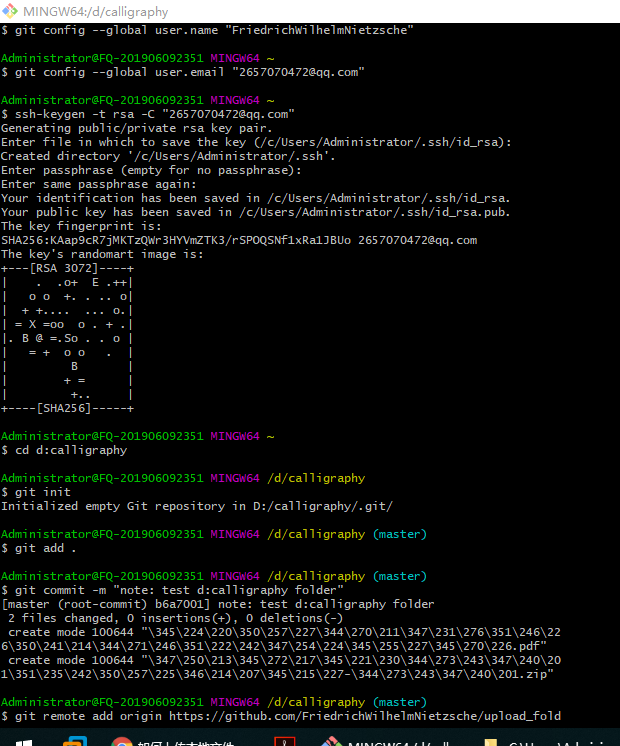 MINGW64:/d/calligraphy
$ git config --global user.name "FriedrichWilhelmNietzsche"
Administrator@FQ-201906092351 MINGW64 ~
$ git config --global user.email "2657070472@qq.com"
Administrator@FQ-201906092351 MINGW64 ~
$ ssh-keygen -t rsa -C "2657070472@qq.com"
Generating public/private rsa key pair.
Enter file in which to save the key (/c/Users/Administrator/.ssh/id_rsa):
Created directory '/c/Users/Administrator/.ssh'.
Enter passphrase (empty for no passphrase):
Enter same passphrase again:
Your identification has been saved in /c/Users/Administrator/.ssh/id_rsa.
Your public key has been saved in /c/Users/Administrator/.ssh/id_rsa.pub.
The key fingerprint is:
SHA256:KAap9cR7jMKTzQWr3HYVmZTK3/rSPOQSNf1xRa1JBUo 2657070472@qq.com
The key's randomart image is:
+---[RSA 3072]----+
|    .  .o+  E .++|
|   o o  +. . .. o|
|  + +....  ... o.|
| = X =oo  o . + .|
|. B @ =.So . . o |
|   = +  o o   .  |
|         B       |
|        + =      |
|         +..     |
+----[SHA256]-----+
Administrator@FQ-201906092351 MINGW64 ~
$ cd d:calligraphy
Administrator@FQ-201906092351 MINGW64 /d/calligraphy
$ git init
Initialized empty Git repository in D:/calligraphy/.git/
Administrator@FQ-201906092351 MINGW64 /d/calligraphy (master)
$ git add .
Administrator@FQ-201906092351 MINGW64 /d/calligraphy (master)
$ git commit -m "note: test d:calligraphy folder"
[master (root-commit) b6a7001] note: test d:calligraphy folder
 2 files changed, 0 insertions(+), 0 deletions(-)
 create mode 100644 "\345\224\220\350\257\227\344\270\211\347\231\276\351\246\22
6\350\241\214\344\271\246\351\222\242\347\254\224\345\255\227\345\270\226.pdf"
 create mode 100644 "\347\250\213\345\272\217\345\221\230\344\273\243\347\240\20
1\351\235\242\350\257\225\346\214\207\345\215\227-\344\273\243\347\240\201.zip"
Administrator@FQ-201906092351 MINGW64 /d/calligraphy (master)
$ git remote add origin https://github.com/FriedrichWilhelmNietzsche/upload_fold